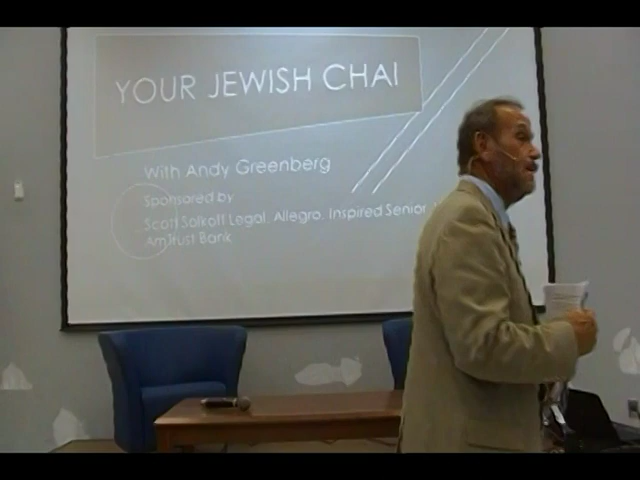 YOUR JEWISH CHAI
With Andy Greenberg
Sponsored by
Scott Solkoff Legal, Allegro, Inspired Senior
AmTrust Bank